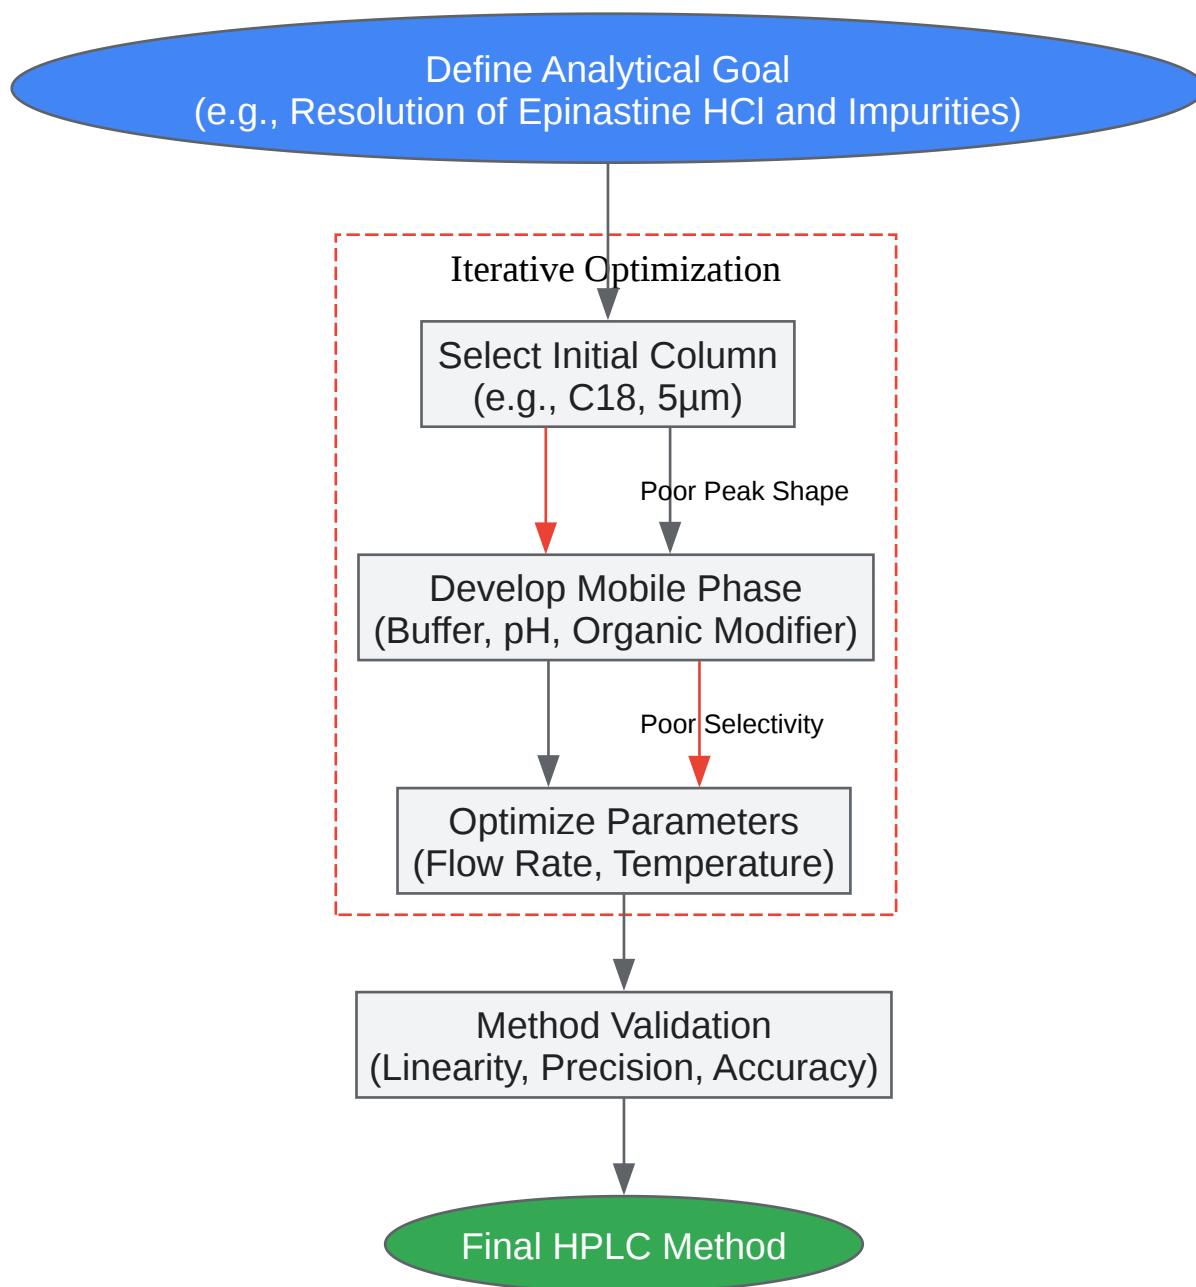 Define Analytical Goal
(e.g., Resolution of Epinastine HCl and Impurities)
Iterative Optimization
Select Initial Column
(e.g., C18, 5µm)
Poor Peak Shape
Develop Mobile Phase
(Buffer, pH, Organic Modifier)
Poor Selectivity
Optimize Parameters
(Flow Rate, Temperature)
Method Validation
(Linearity, Precision, Accuracy)
Final HPLC Method